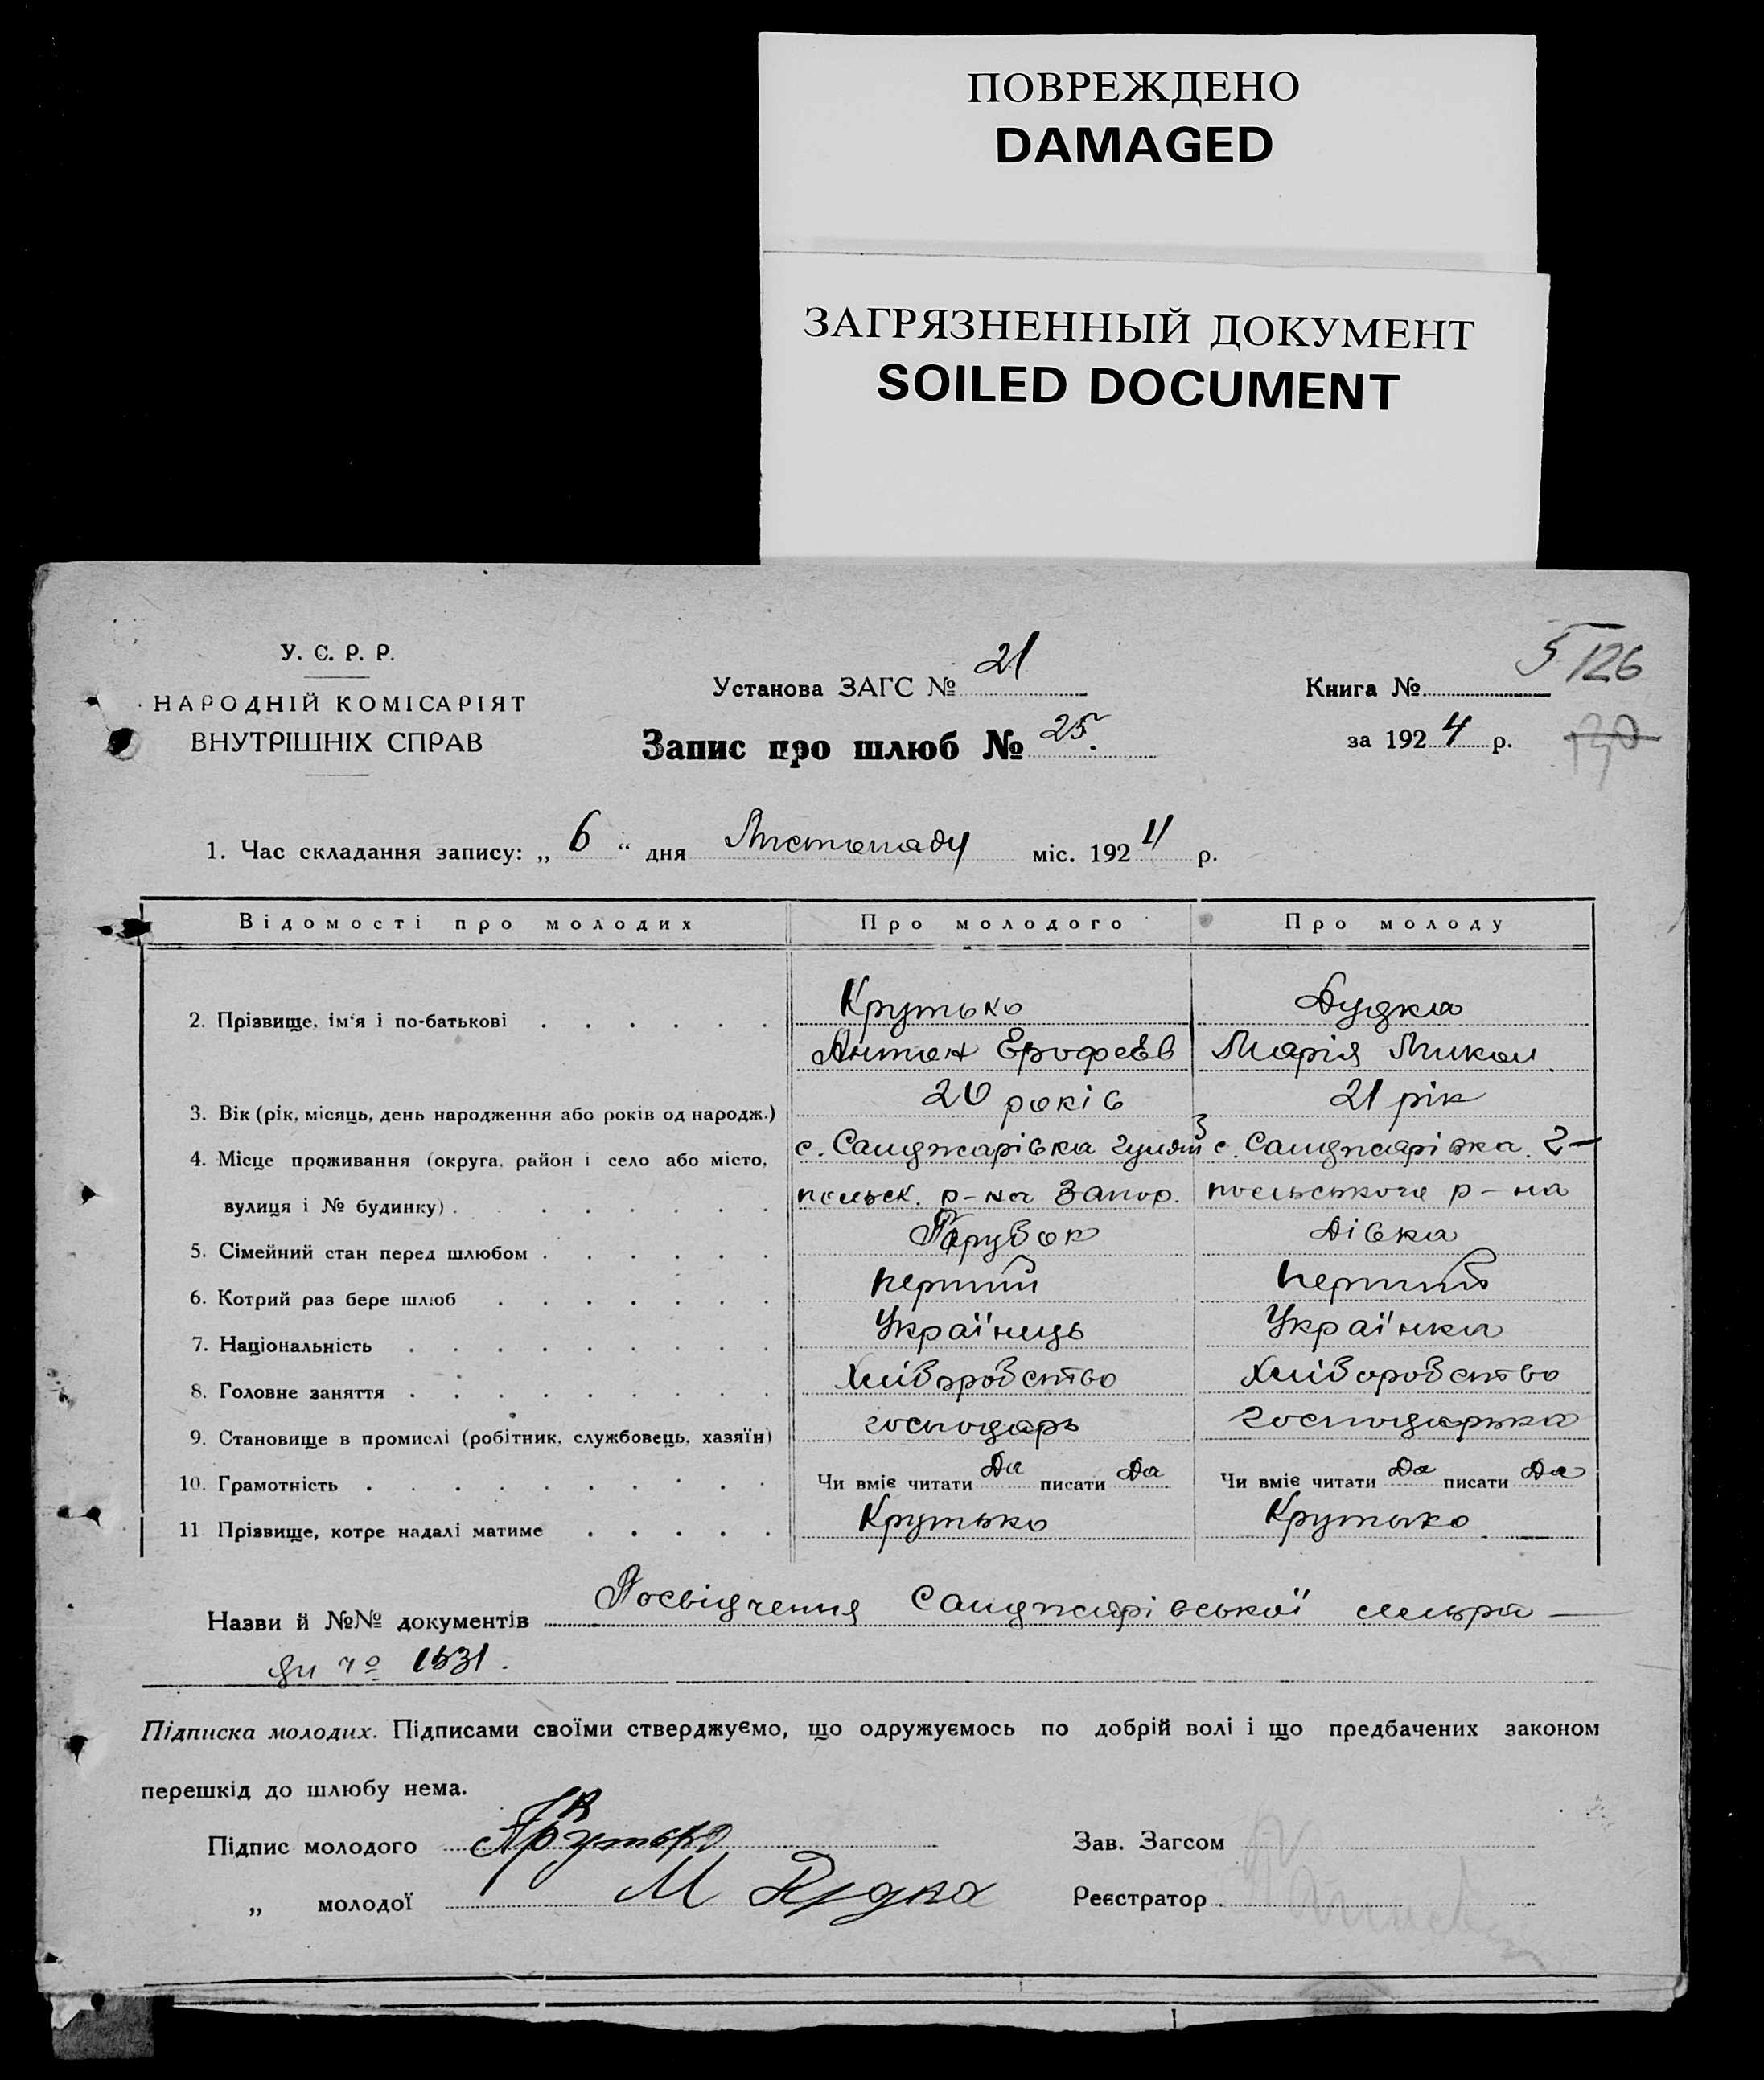 ПОВРЕЖДЕНО
DAMAGED
ЗАГРЯЗНЕННЫЙ ДОКУМЕНТ
SOILED DOCUMENT
У. С. Р. Р.
НАРОДНІЙ КОМІСАРІЯТ
ВНУТРІШНІХ СПРАВ
Установа ЗАГС № 21
Запис про шлюб № 25.
Книга № 5 126
за 1924 р.
1. Час складання запису: „ 6 “ дня Листопаду міс. 1924 р.
Відомості про молодих Про молодого Про молоду
2. Прізвище, ім'я і по-батькові Крутько Дудка
Антон Ерофеєв Марія Микол
3. Вік (рік, місяць, день народження або років од народж.) 20 років 21 рік
4. Місце проживання (округа, район і село або місто, с. Санджарівка Гуляй с. Санджарівка. Г–
вулиця і № будинку) польск. р-на Запор. польського р-на
5. Сімейний стан перед шлюбом Парубок Дівка
6. Котрий раз бере шлюб перший перший
7. Національність Українець Українка
8. Головне заняття Хліборобство Хліборобство
9. Становище в промислі (робітник, службовець, хазяїн) господарь господарька
10. Грамотність Чи вміє читати Да писати Да Чи вміє читати Да писати Да
11 Прізвище, котре надалі матиме Крутько Крутько
Назви й №№ документів Посвідчення Санджарівської сельра–
ди 1531.
Підписка молодих. Підписами своїми стверджуємо, що одружуємось по добрій волі і що предбачених законом
перешкід до шлюбу нема.
Підпис молодого Крутько Зав. Загсом
„ молодої М Дудка Реєстратор